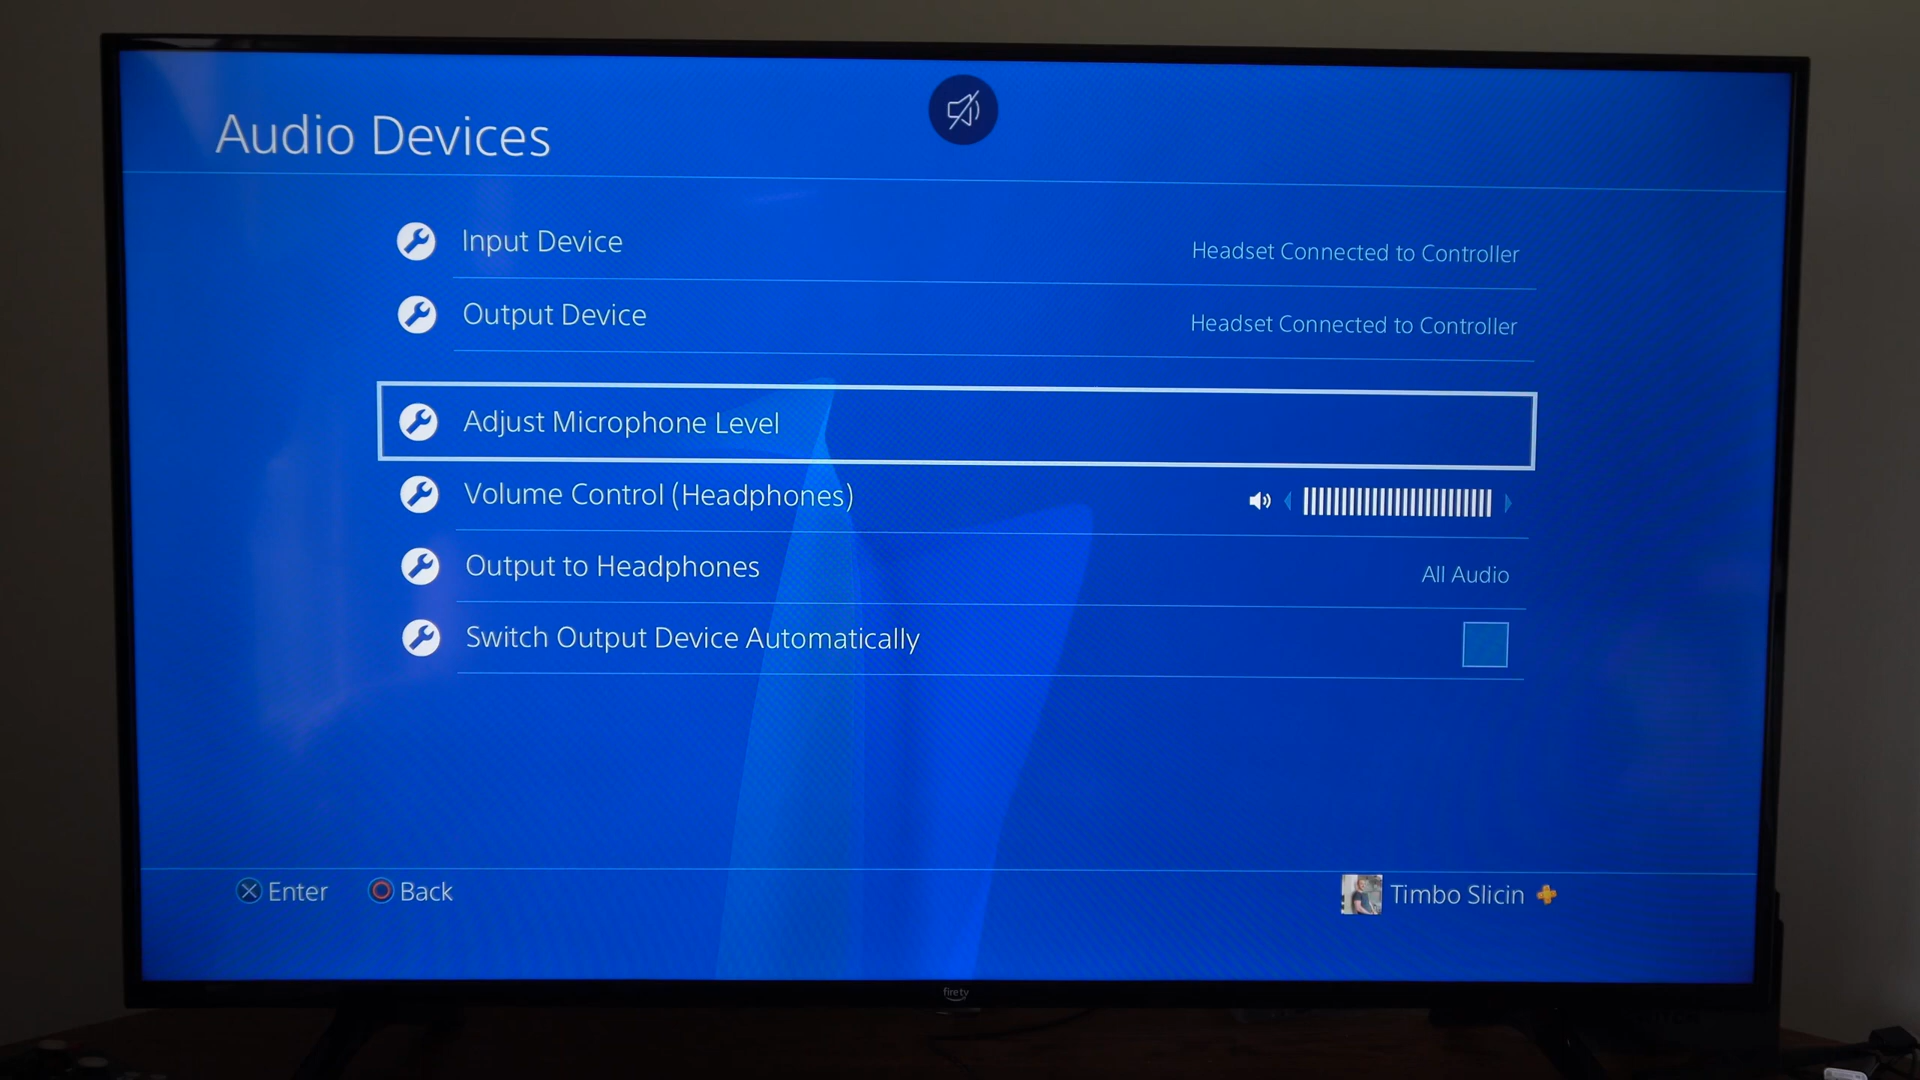 Audio Devices
Input Device
Headset Connected to Controller
Output Device
Headset Connected to Controller
Adjust Microphone Level
Volume Control (Headphones)
Output to Headphones
All Audio
Switch Output Device Automatically
Enter
Back
Timbo Slicin
firetv